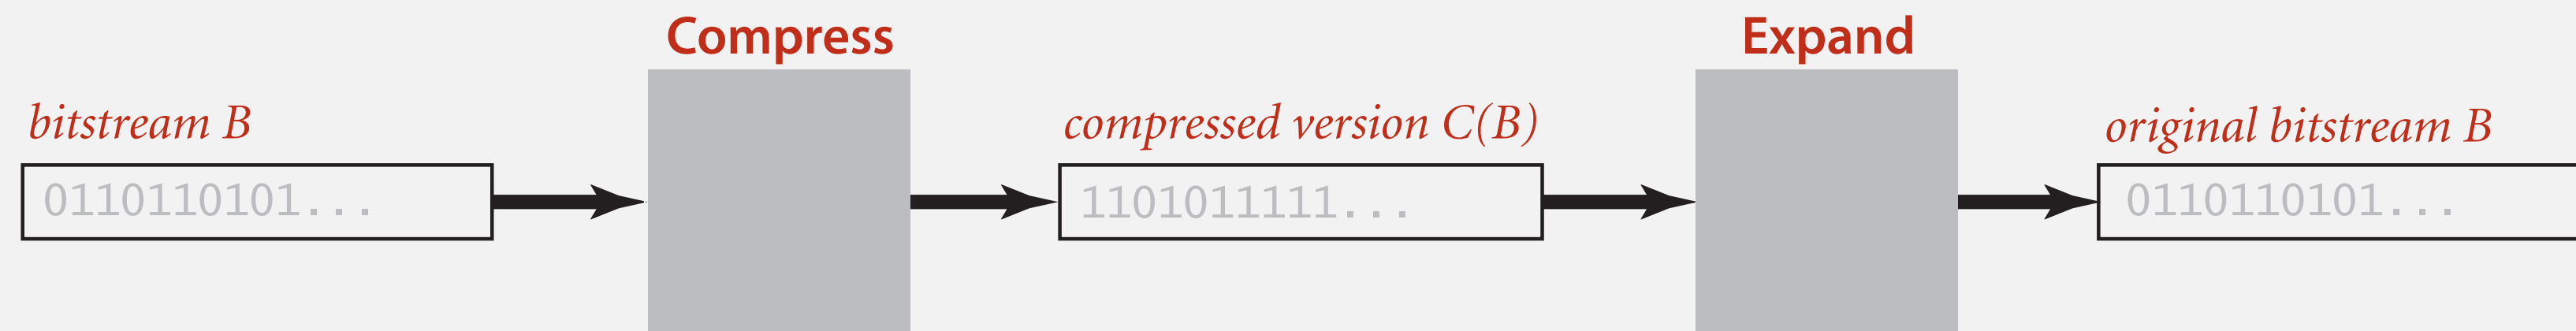 Compress
Expand
bitstream B
compressed version C(B)
original bitstream B
0110110101...
1101011111...
0110110101...